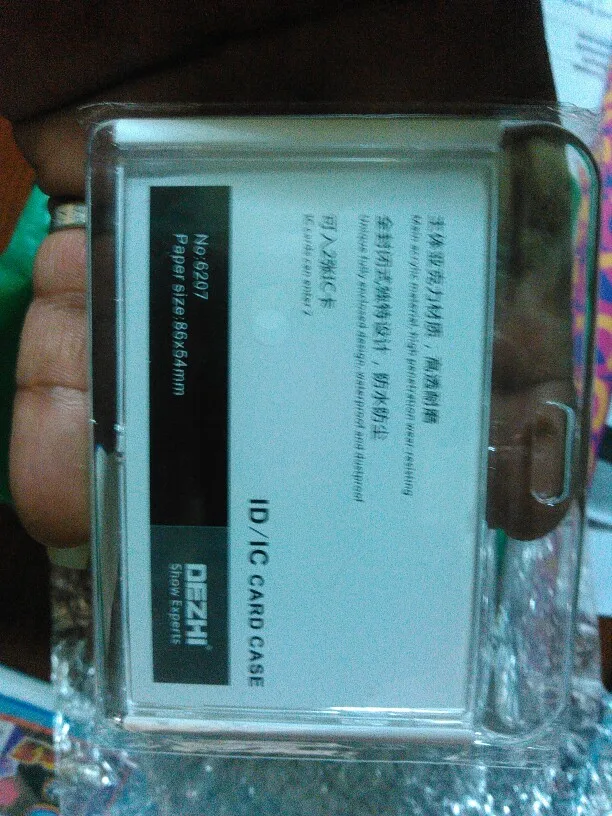 主体亚克力材质，高透耐磨
Main acrylic material, high penetration wear-resisting
全封闭式独特设计，防水防尘
Unique fully enclosed design, waterproof and dustproof
可入2张IC卡
IC cards can enter 2
ID/IC CARD CASE
No:6207
Paper size:86x54mm
DEZHI
Show Experts